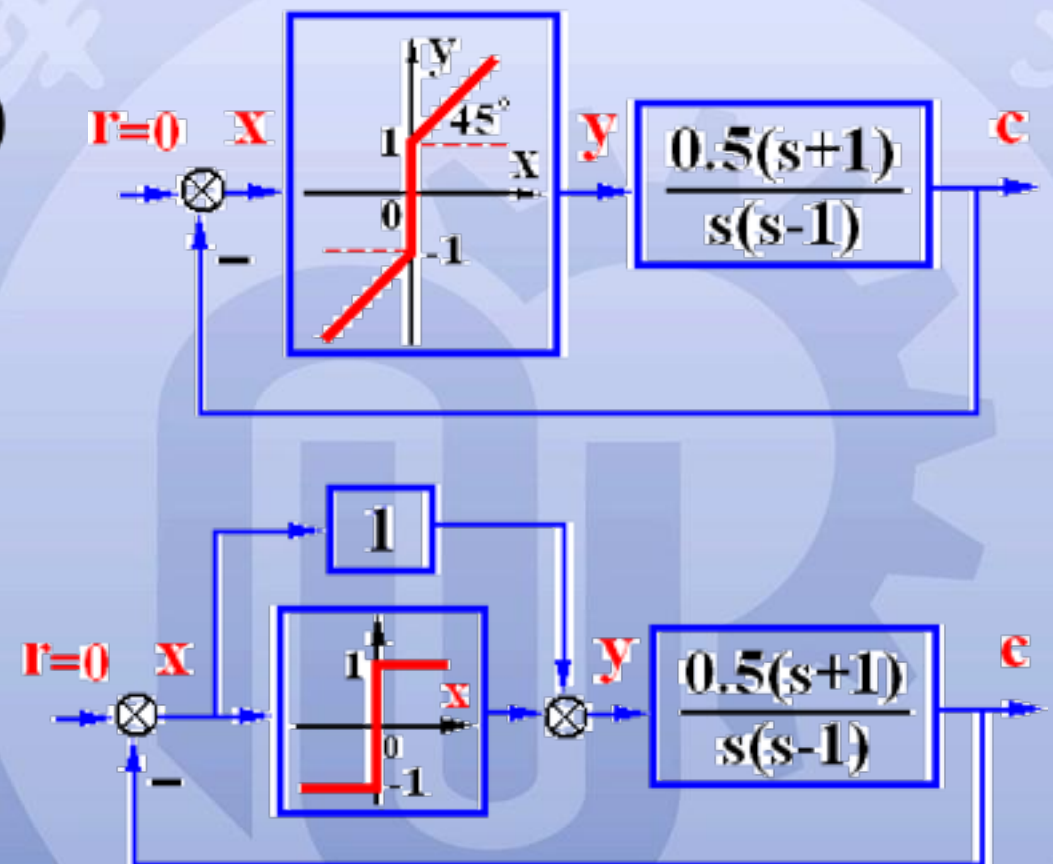 y
r=0 x 45° y 0.5(s+1) c
1 x s(s-1)
0
-1
−
1
r=0 x 1 y 0.5(s+1) c
x s(s-1)
0
-1
−